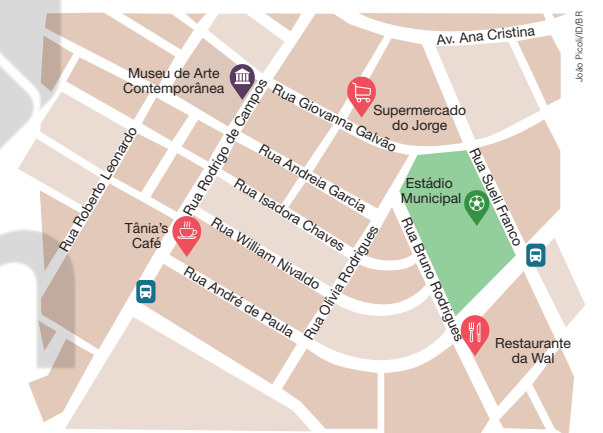 João Picoli/ID/BR
Av. Ana Cristina
Museu de Arte
Contemporânea
Rua Giovanna Galvão
Supermercado
do Jorge
Rua Roberto Leonardo
Rua Rodrigo de Campos
Rua Andreia Garcia
Rua Sueli Franco
Estádio
Municipal
Rua Isadora Chaves
Tânia's
Café
Rua William Nivaldo
Rua Olívia Rodrigues
Rua Bruno Rodrigues
Rua André de Paula
Restaurante
da Wal